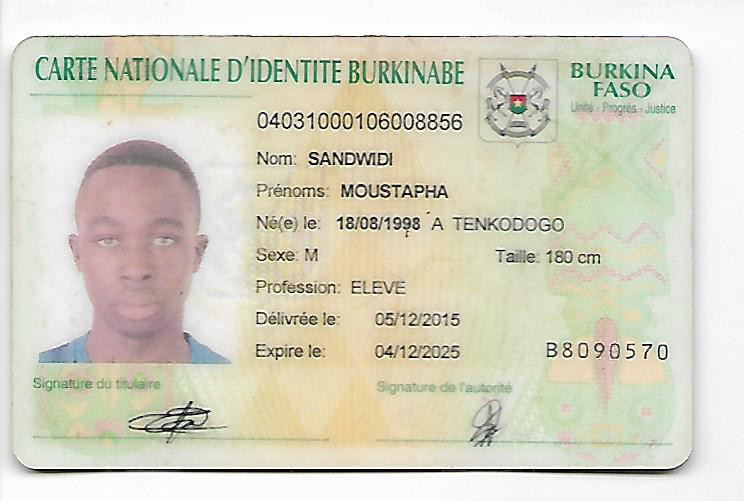 CARTE NATIONALE D'IDENTITE BURKINABE
BURKINA
FASO
Unité - Progrès - Justice
04031000106008856
Nom: SANDWIDI
Prénoms: MOUSTAPHA
Né(e) le: 18/08/1998 A TENKODOGO
Sexe: M Taille: 180 cm
Profession: ELEVE
Délivrée le: 05/12/2015
Expire le: 04/12/2025 B8090570
Signature du titulaire Signature de l'autorité